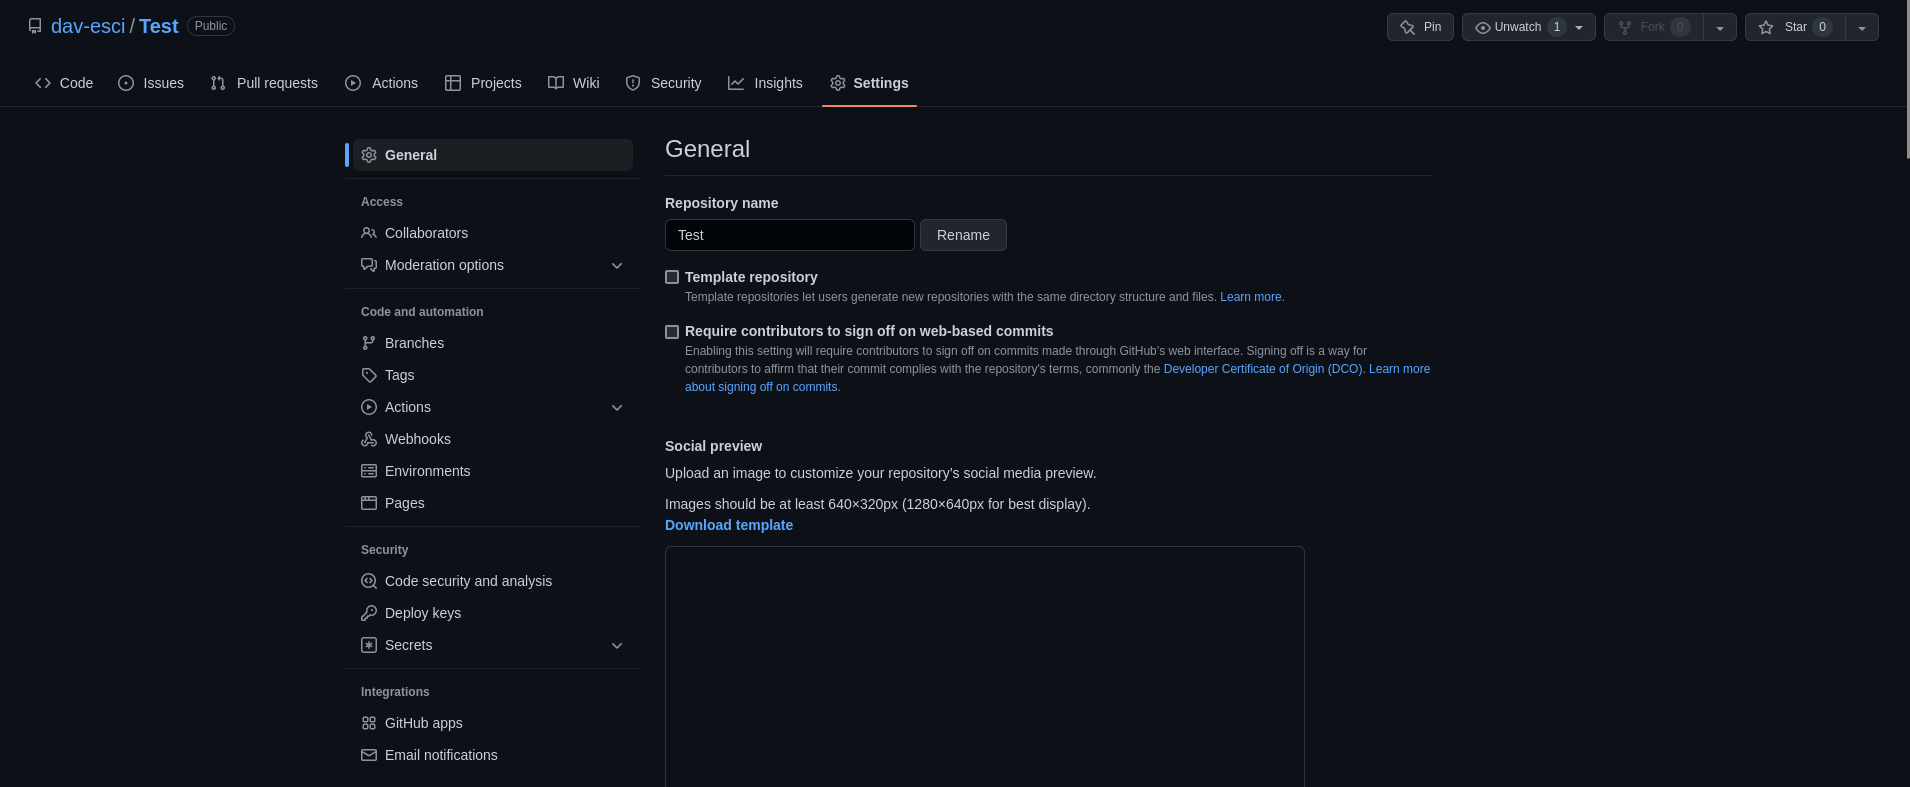 dav-esci / Test Public
Pin Unwatch 1 Fork 0 Star 0
Code Issues Pull requests Actions Projects Wiki Security Insights Settings
General
Access
Collaborators
Moderation options
Code and automation
Branches
Tags
Actions
Webhooks
Environments
Pages
Security
Code security and analysis
Deploy keys
Secrets
Integrations
GitHub apps
Email notifications
General
Repository name
Test Rename
Template repository
Template repositories let users generate new repositories with the same directory structure and files. Learn more.
Require contributors to sign off on web-based commits
Enabling this setting will require contributors to sign off on commits made through GitHub's web interface. Signing off is a way for
contributors to affirm that their commit complies with the repository's terms, commonly the Developer Certificate of Origin (DCO). Learn more
about signing off on commits.
Social preview
Upload an image to customize your repository's social media preview.
Images should be at least 640×320px (1280×640px for best display).
Download template